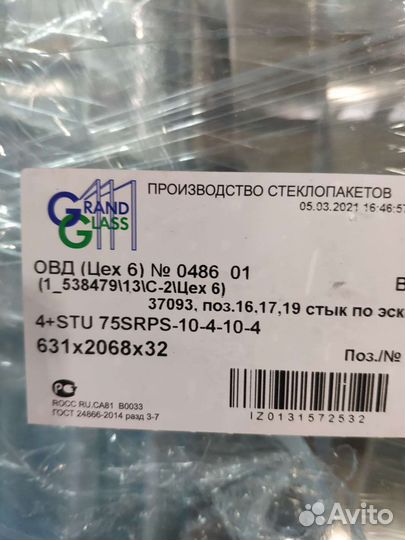 GRAND
GLASS
ПРОИЗВОДСТВО СТЕКЛОПАКЕТОВ
05.03.2021 16:46:57
ОВД (Цех 6) № 0486 01
(1_538479\13\С-2\Цех 6)
37093, поз.16,17,19 стык по эск
4+STU 75SRPS-10-4-10-4
631x2068x32
Поз./№
РОСС RU.СА81 В0033
ГОСТ 24866-2014 разд 3-7
IZ0131572532
Avito